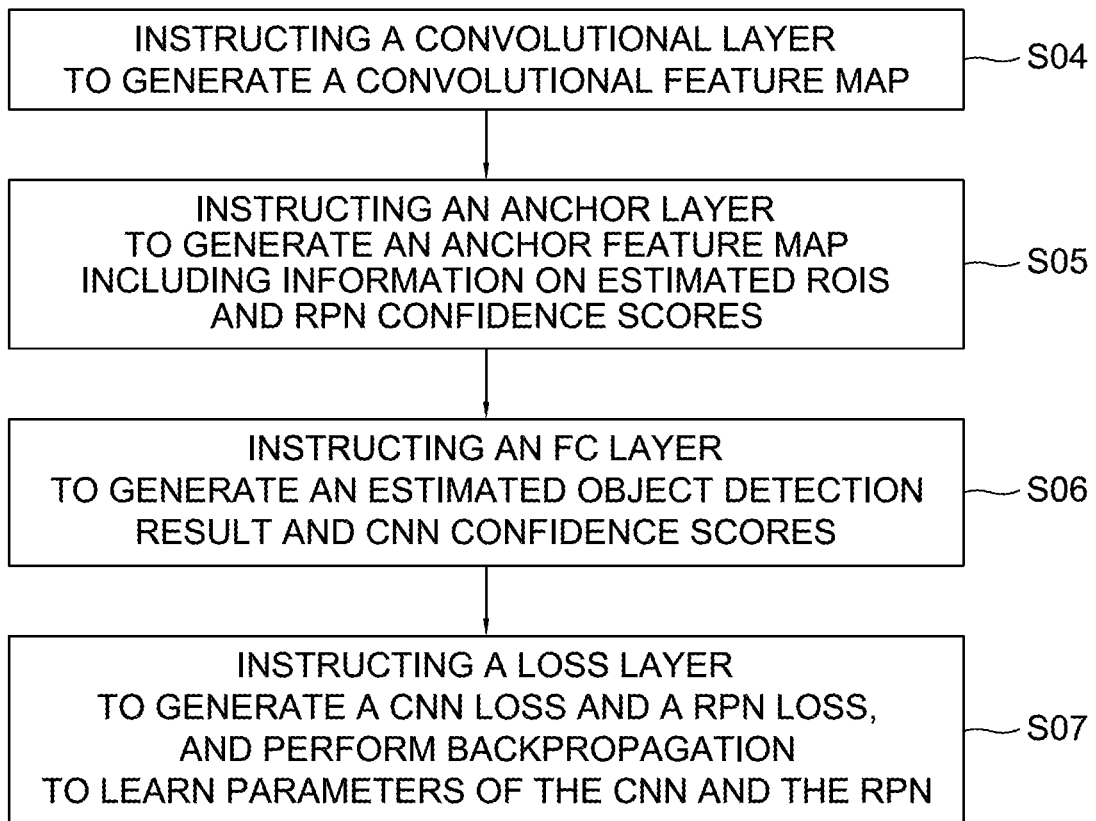 INSTRUCTING A CONVOLUTIONAL LAYER
TO GENERATE A CONVOLUTIONAL FEATURE MAP
S04
INSTRUCTING AN ANCHOR LAYER
TO GENERATE AN ANCHOR FEATURE MAP
INCLUDING INFORMATION ON ESTIMATED ROIS
AND RPN CONFIDENCE SCORES
S05
INSTRUCTING AN FC LAYER
TO GENERATE AN ESTIMATED OBJECT DETECTION
RESULT AND CNN CONFIDENCE SCORES
S06
INSTRUCTING A LOSS LAYER
TO GENERATE A CNN LOSS AND A RPN LOSS,
AND PERFORM BACKPROPAGATION
TO LEARN PARAMETERS OF THE CNN AND THE RPN
S07